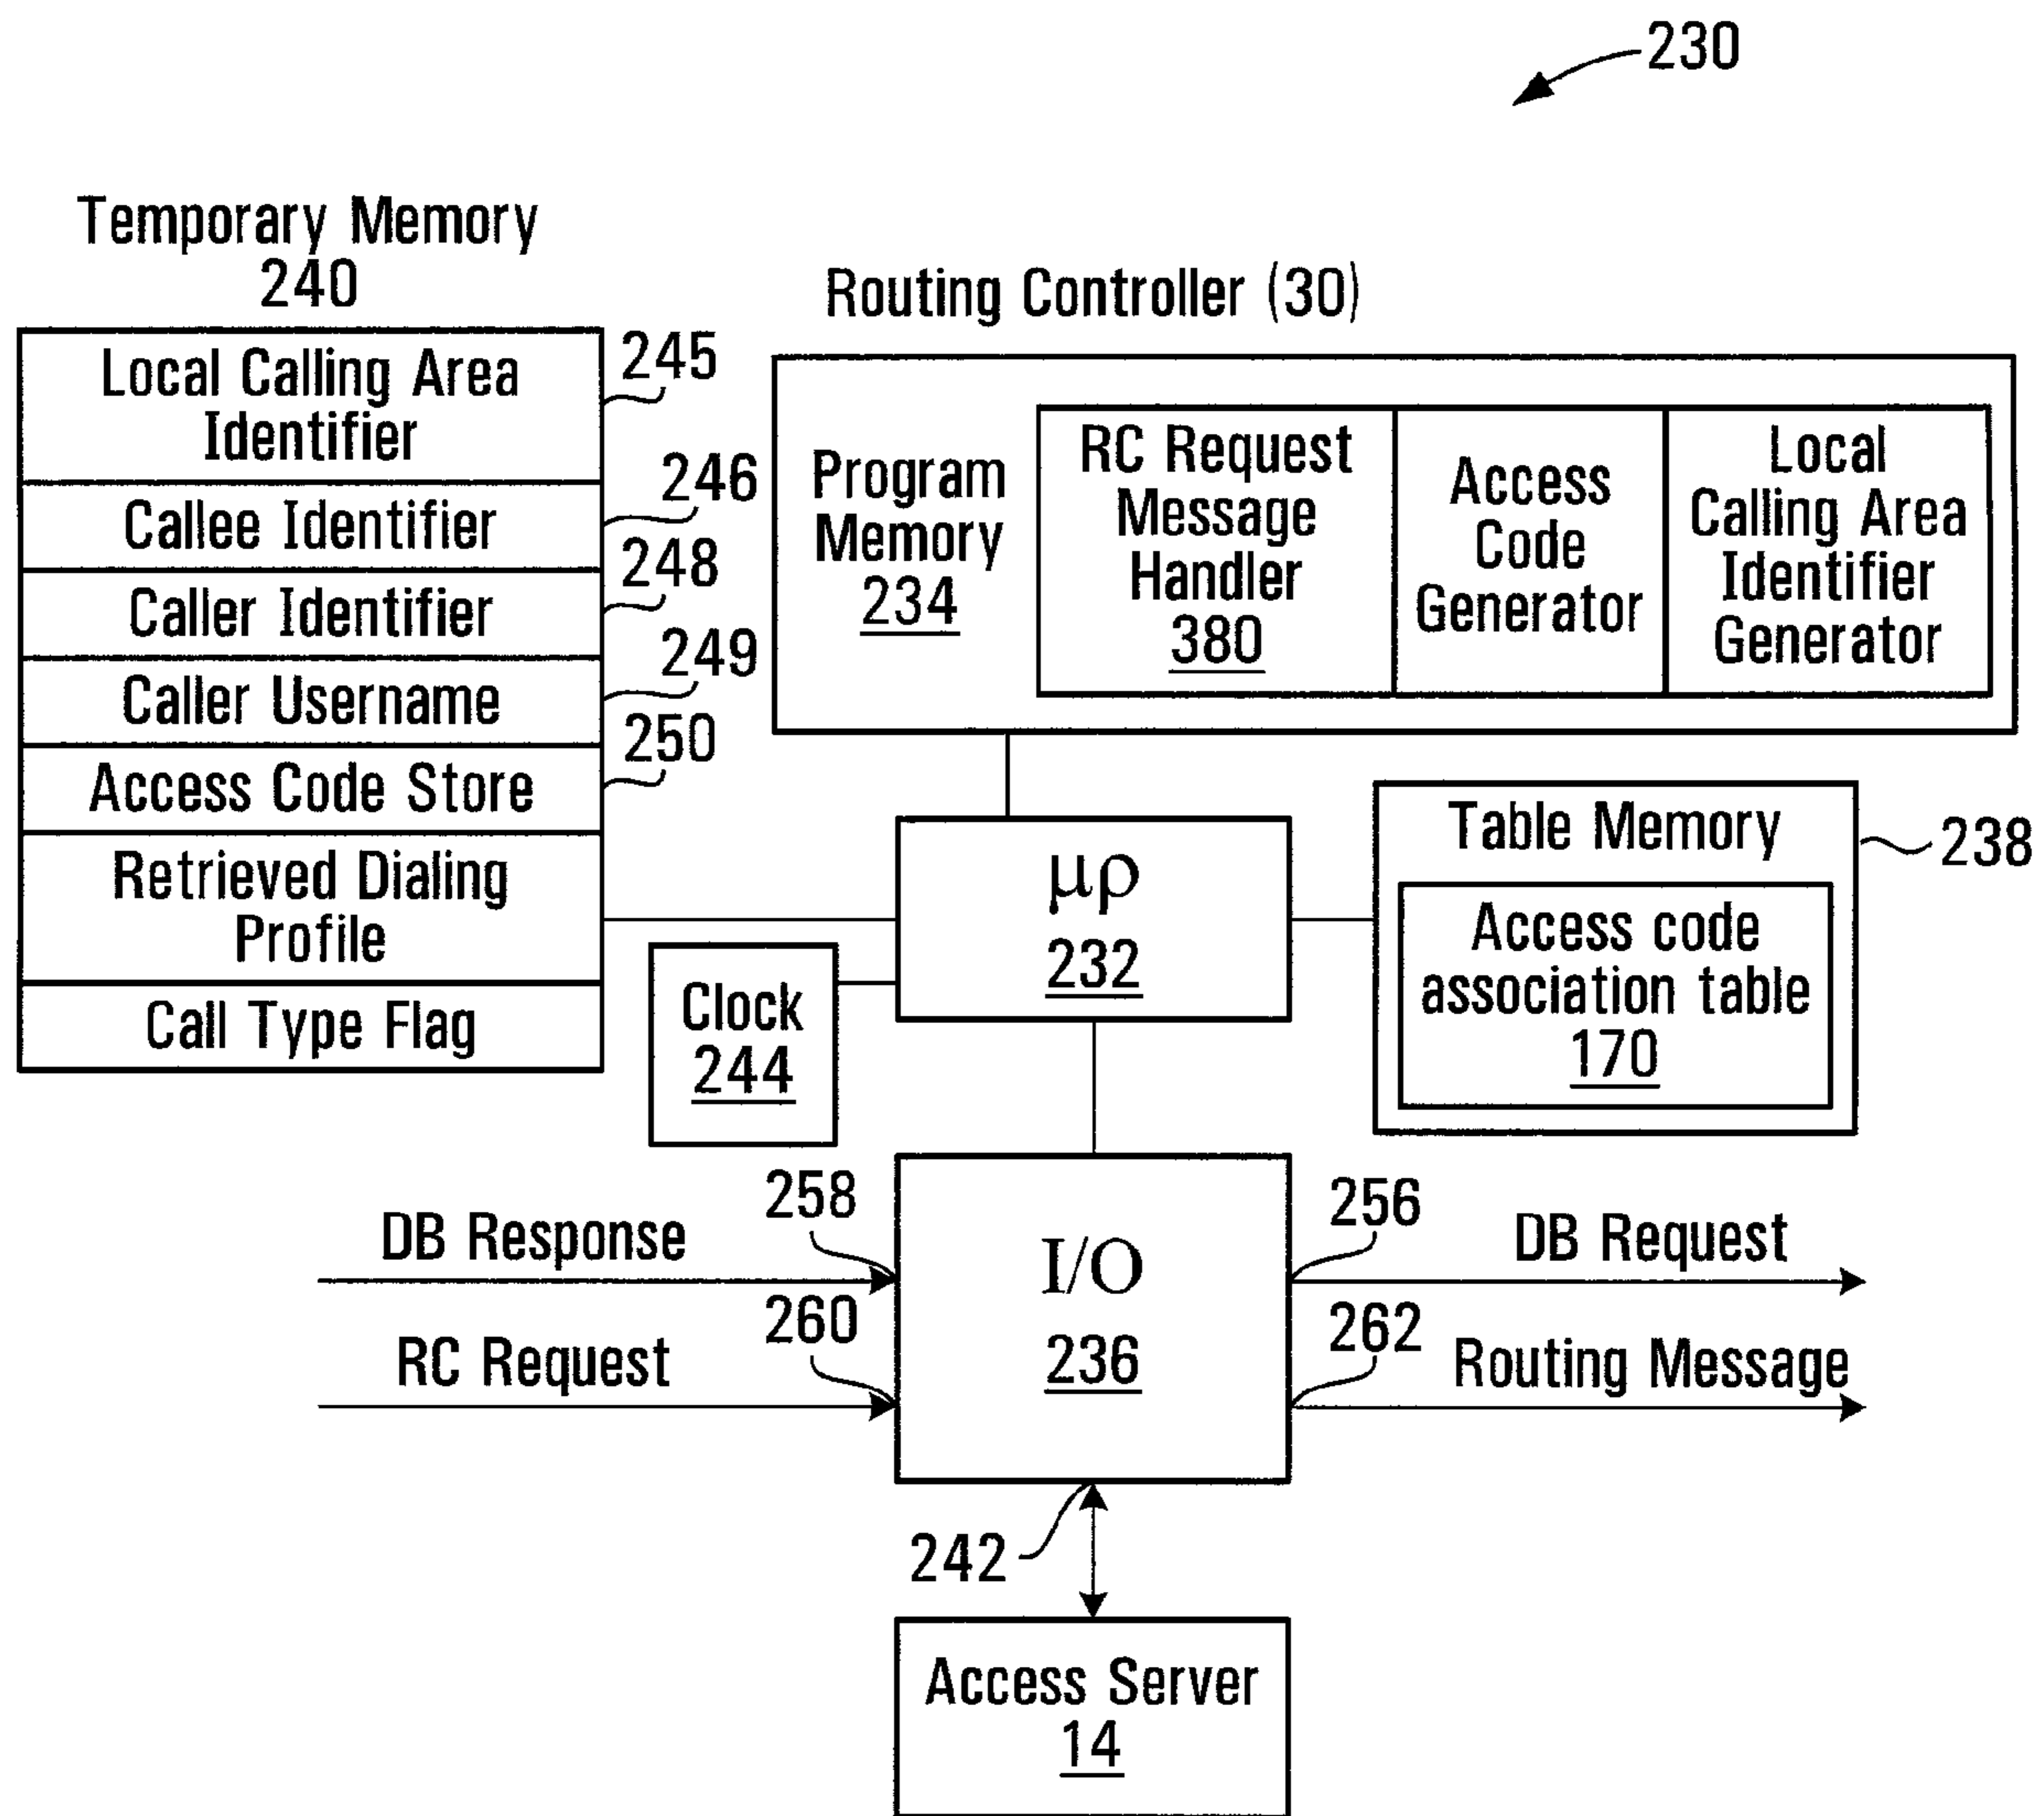 230
Temporary Memory
240
Local Calling Area
Identifier
245
Callee Identifier
246
Caller Identifier
248
Caller Username
249
Access Code Store
250
Retrieved Dialing
Profile
Call Type Flag
Routing Controller (30)
Program
Memory
234
RC Request
Message
Handler
380
Access
Code
Generator
Local
Calling Area
Identifier
Generator
μρ
232
Clock
244
Table Memory
238
Access code
association table
170
I/O
236
DB Response
258
RC Request
260
256
DB Request
262
Routing Message
242
Access Server
14